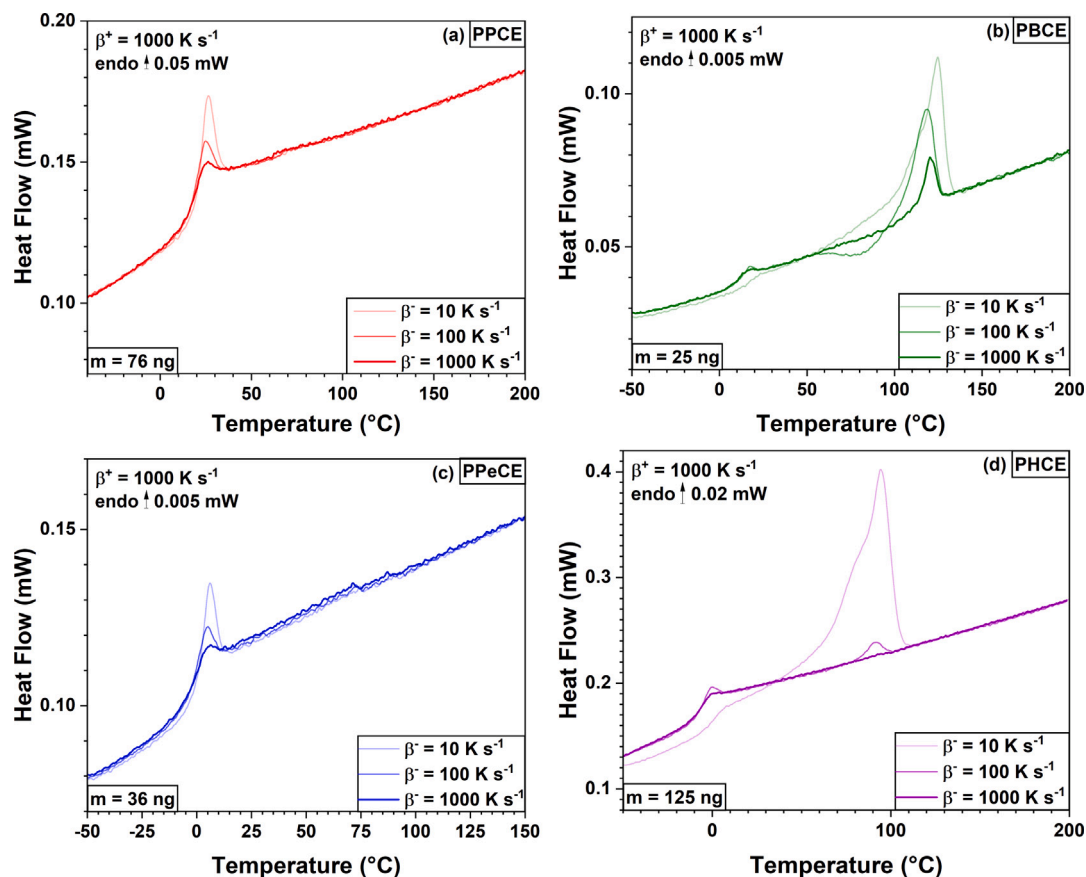 0.20
0.15
0.10
Heat Flow (mW)
β⁺ = 1000 K s⁻¹
endo ↑ 0.05 mW
(a) PPCE
β⁻ = 10 K s⁻¹
β⁻ = 100 K s⁻¹
β⁻ = 1000 K s⁻¹
m = 76 ng
0 50 100 150 200
Temperature (°C)
0.10
0.05
Heat Flow (mW)
β⁺ = 1000 K s⁻¹
endo ↑ 0.005 mW
(b) PBCE
β⁻ = 10 K s⁻¹
β⁻ = 100 K s⁻¹
β⁻ = 1000 K s⁻¹
m = 25 ng
-50 0 50 100 150 200
Temperature (°C)
0.15
0.10
Heat Flow (mW)
β⁺ = 1000 K s⁻¹
endo ↑ 0.005 mW
(c) PPeCE
β⁻ = 10 K s⁻¹
β⁻ = 100 K s⁻¹
β⁻ = 1000 K s⁻¹
m = 36 ng
-50 -25 0 25 50 75 100 125 150
Temperature (°C)
0.4
0.3
0.2
0.1
Heat Flow (mW)
β⁺ = 1000 K s⁻¹
endo ↑ 0.02 mW
(d) PHCE
β⁻ = 10 K s⁻¹
β⁻ = 100 K s⁻¹
β⁻ = 1000 K s⁻¹
m = 125 ng
0 100 200
Temperature (°C)